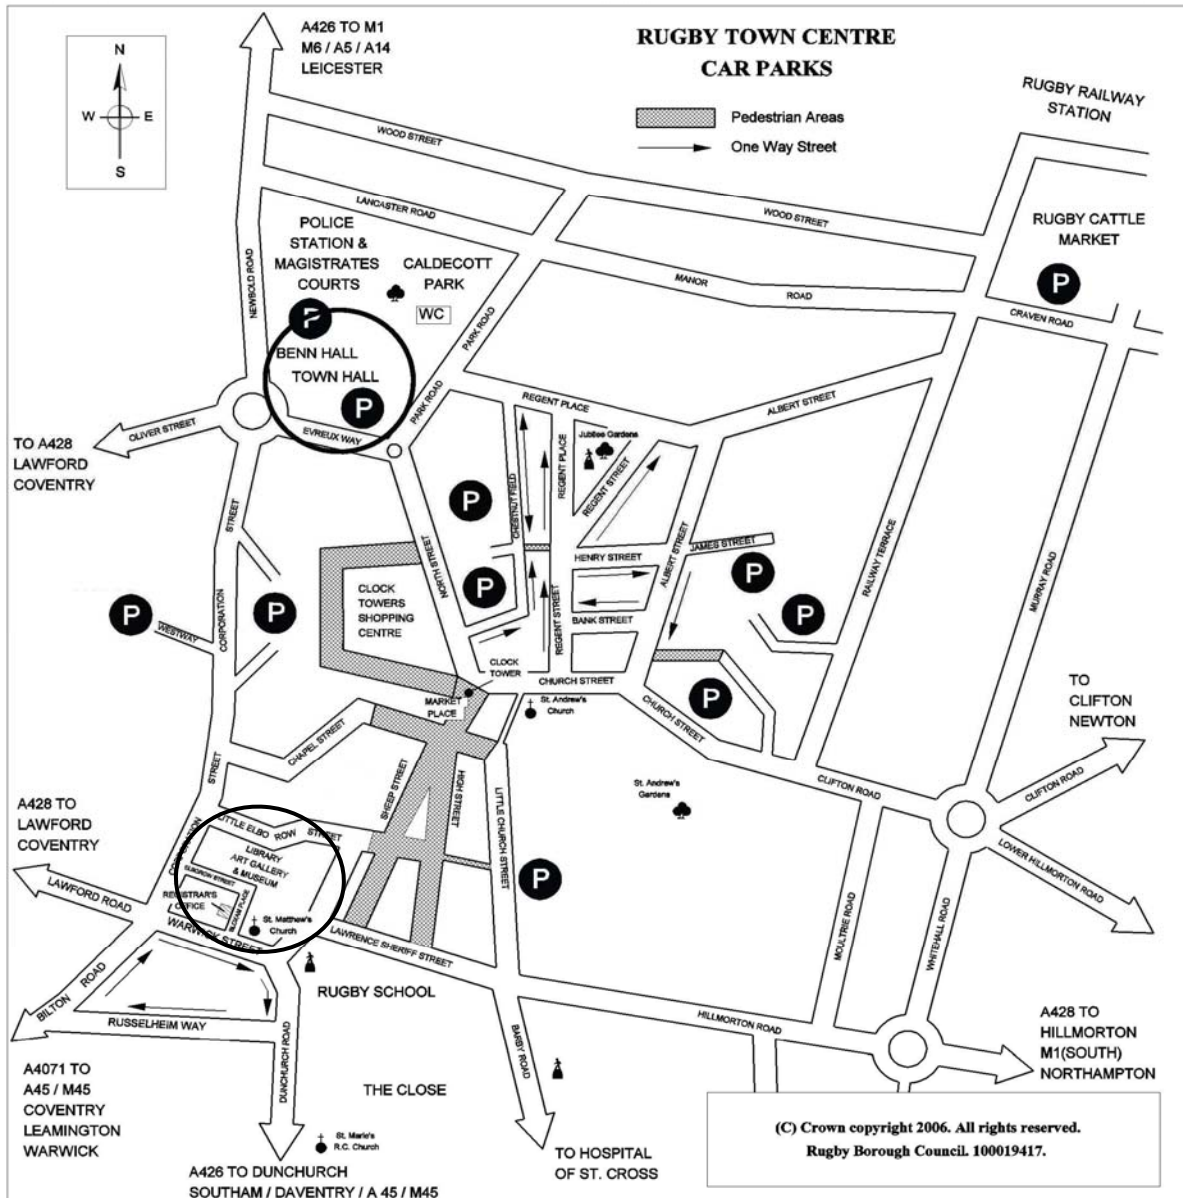 A426 TO M1
M6 / A5 / A14
LEICESTER
RUGBY TOWN CENTRE
CAR PARKS
N
W
E
S
Pedestrian Areas
One Way Street
RUGBY RAILWAY
STATION
WOOD STREET
WOOD STREET
LANCASTER ROAD
POLICE
STATION &
MAGISTRATES
COURTS
CALDECOTT
PARK
WC
RUGBY CATTLE
MARKET
P
MANOR
ROAD
CRAVEN ROAD
NEWBOLD ROAD
PARK ROAD
P
BENN HALL
TOWN HALL
P
PARK ROAD
REGENT PLACE
ALBERT STREET
OLIVER STREET
EVREUX WAY
TO A428
LAWFORD
COVENTRY
Jubilee Gardens
REGENT PLACE
REGENT STREET
CHESTNUT FIELD
P
STREET
NORTH STREET
HENRY STREET
ALBERT STREET
JAMES STREET
RAILWAY TERRACE
MURRAY ROAD
CLOCK
TOWERS
SHOPPING
CENTRE
P
P
P
P
P
WESTWAY
CORPORATION
REGENT STREET
BANK STREET
CLOCK
TOWER
CHURCH STREET
MARKET
PLACE
St. Andrew's
Church
P
CHURCH STREET
TO
CLIFTON
NEWTON
CHAPEL STREET
STREET
SHEEP STREET
HIGH STREET
LITTLE CHURCH STREET
St. Andrew's
Gardens
CLIFTON ROAD
CLIFTON ROAD
LOWER HILLMORTON ROAD
A428 TO
LAWFORD
COVENTRY
CORPORATION
LITTLE ELBO ROW STREET
LIBRARY
ART GALLERY
& MUSEUM
ELBOROW STREET
REGISTRAR'S
OFFICE
BLOXAM PLACE
St. Matthew's
Church
P
LAWFORD ROAD
WARWICK STREET
LAWRENCE SHERIFF STREET
MOULTRIE ROAD
WHITEHALL ROAD
BILTON ROAD
RUGBY SCHOOL
RUSSELHEIM WAY
HILLMORTON ROAD
A428 TO
HILLMORTON
M1(SOUTH)
NORTHAMPTON
A4071 TO
A45 / M45
COVENTRY
LEAMINGTON
WARWICK
DUNCHURCH ROAD
BARBY ROAD
THE CLOSE
St. Marie's
R.C. Church
TO HOSPITAL
OF ST. CROSS
A426 TO DUNCHURCH
SOUTHAM / DAVENTRY / A 45 / M45
(C) Crown copyright 2006. All rights reserved.
Rugby Borough Council. 100019417.